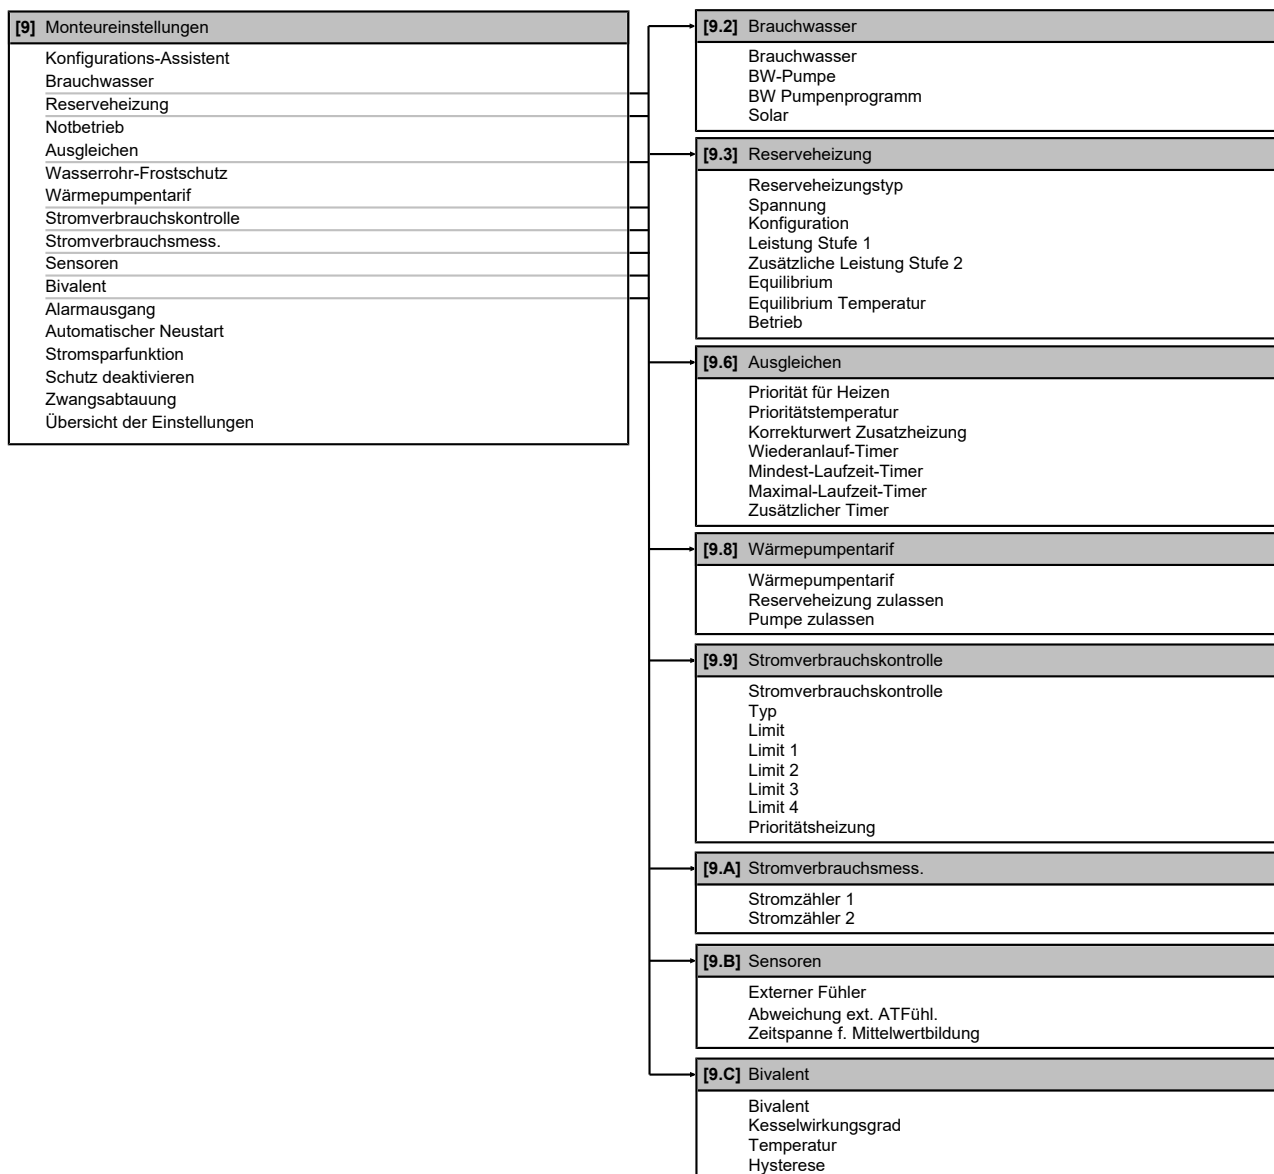 [9] Monteureinstellungen
Konfigurations-Assistent
Brauchwasser
Reserveheizung
Notbetrieb
Ausgleichen
Wasserrohr-Frostschutz
Wärmepumpentarif
Stromverbrauchskontrolle
Stromverbrauchsmess.
Sensoren
Bivalent
Alarmausgang
Automatischer Neustart
Stromsparfunktion
Schutz deaktivieren
Zwangsabtauung
Übersicht der Einstellungen
[9.2] Brauchwasser
Brauchwasser
BW-Pumpe
BW Pumpenprogramm
Solar
[9.3] Reserveheizung
Reserveheizungstyp
Spannung
Konfiguration
Leistung Stufe 1
Zusätzliche Leistung Stufe 2
Equilibrium
Equilibrium Temperatur
Betrieb
[9.6] Ausgleichen
Priorität für Heizen
Prioritätstemperatur
Korrekturwert Zusatzheizung
Wiederanlauf-Timer
Mindest-Laufzeit-Timer
Maximal-Laufzeit-Timer
Zusätzlicher Timer
[9.8] Wärmepumpentarif
Wärmepumpentarif
Reserveheizung zulassen
Pumpe zulassen
[9.9] Stromverbrauchskontrolle
Stromverbrauchskontrolle
Typ
Limit
Limit 1
Limit 2
Limit 3
Limit 4
Prioritätsheizung
[9.A] Stromverbrauchsmess.
Stromzähler 1
Stromzähler 2
[9.B] Sensoren
Externer Fühler
Abweichung ext. ATFühl.
Zeitspanne f. Mittelwertbildung
[9.C] Bivalent
Bivalent
Kesselwirkungsgrad
Temperatur
Hysterese